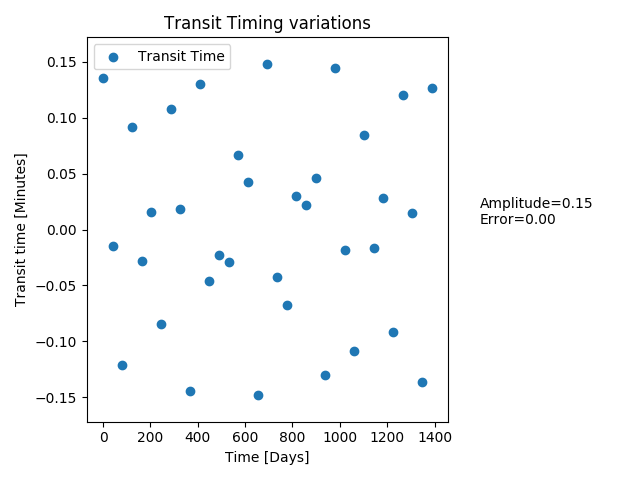 Transit Timing variations
Transit Time
0.15
0.10
0.05
0.00
−0.05
−0.10
−0.15
Transit time [Minutes]
0 200 400 600 800 1000 1200 1400
Time [Days]
Amplitude=0.15
Error=0.00